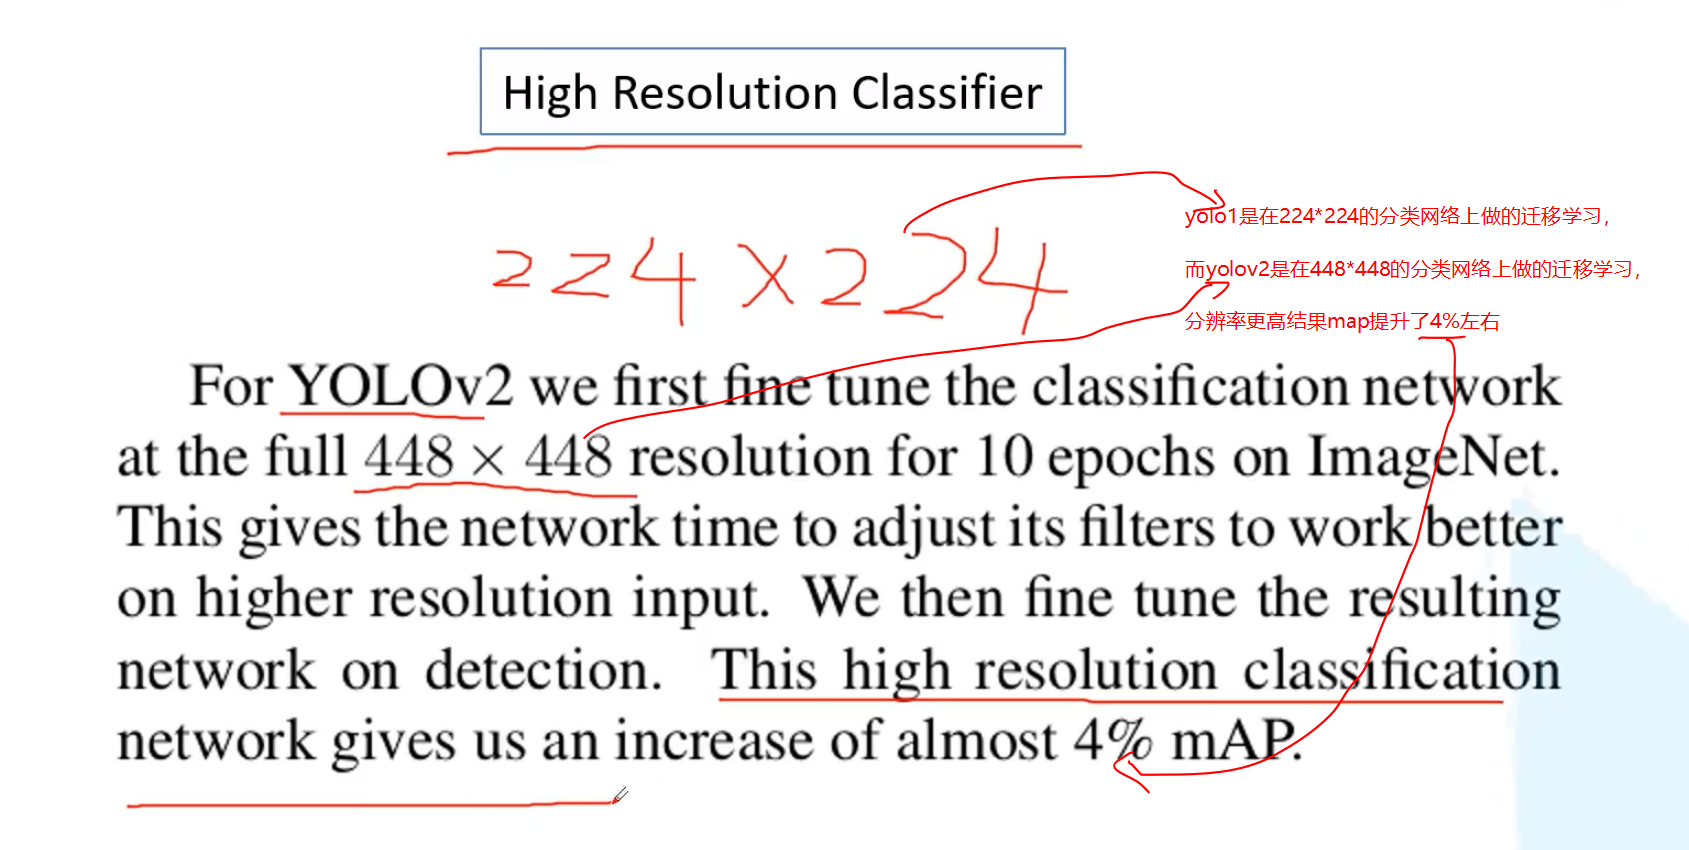 High Resolution Classifier
224 × 224
yolo1是在224*224的分类网络上做的迁移学习，
而yolov2是在448*448的分类网络上做的迁移学习，
分辨率更高结果map提升了4%左右
For YOLOv2 we first fine tune the classification network
at the full 448 × 448 resolution for 10 epochs on ImageNet.
This gives the network time to adjust its filters to work better
on higher resolution input. We then fine tune the resulting
network on detection. This high resolution classification
network gives us an increase of almost 4% mAP.